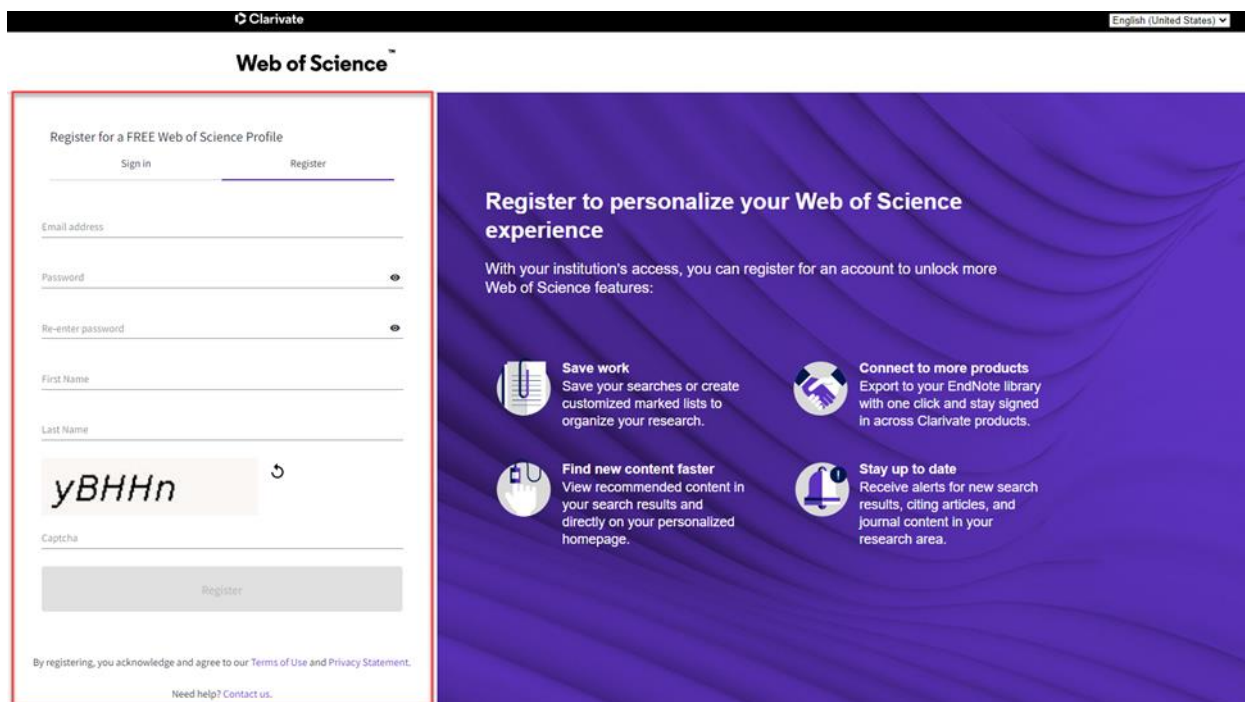 Clarivate
English (United States)
Web of Science™
Register for a FREE Web of Science Profile
Sign in
Register
Email address
Password
Re-enter password
First Name
Last Name
yBHHn
Captcha
Register
By registering, you acknowledge and agree to our Terms of Use and Privacy Statement.
Need help? Contact us.
Register to personalize your Web of Science
experience
With your institution's access, you can register for an account to unlock more
Web of Science features:
Save work
Save your searches or create
customized marked lists to
organize your research.
Connect to more products
Export to your EndNote library
with one click and stay signed
in across Clarivate products.
Find new content faster
View recommended content in
your search results and
directly on your personalized
homepage.
Stay up to date
Receive alerts for new search
results, citing articles, and
journal content in your
research area.